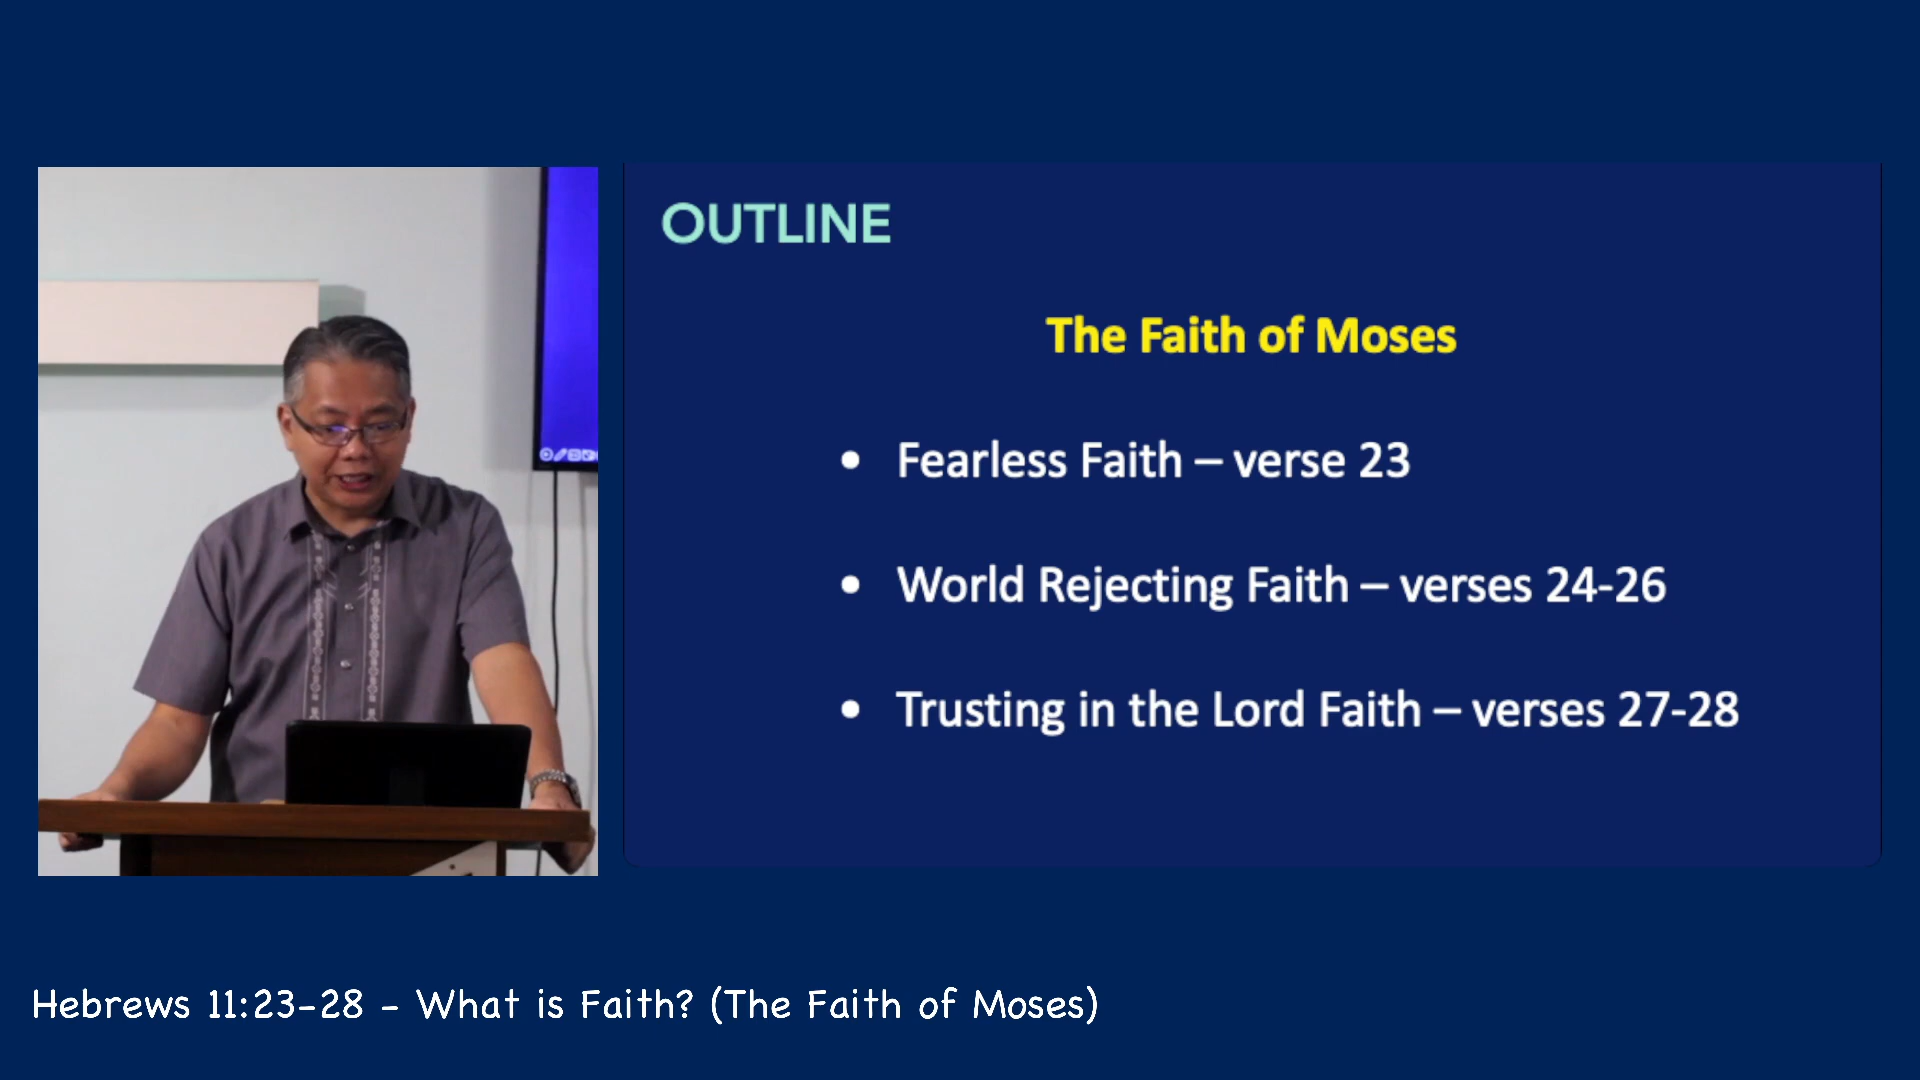 OUTLINE
The Faith of Moses
• Fearless Faith – verse 23
• World Rejecting Faith – verses 24-26
• Trusting in the Lord Faith – verses 27-28
Hebrews 11:23-28 - What is Faith? (The Faith of Moses)